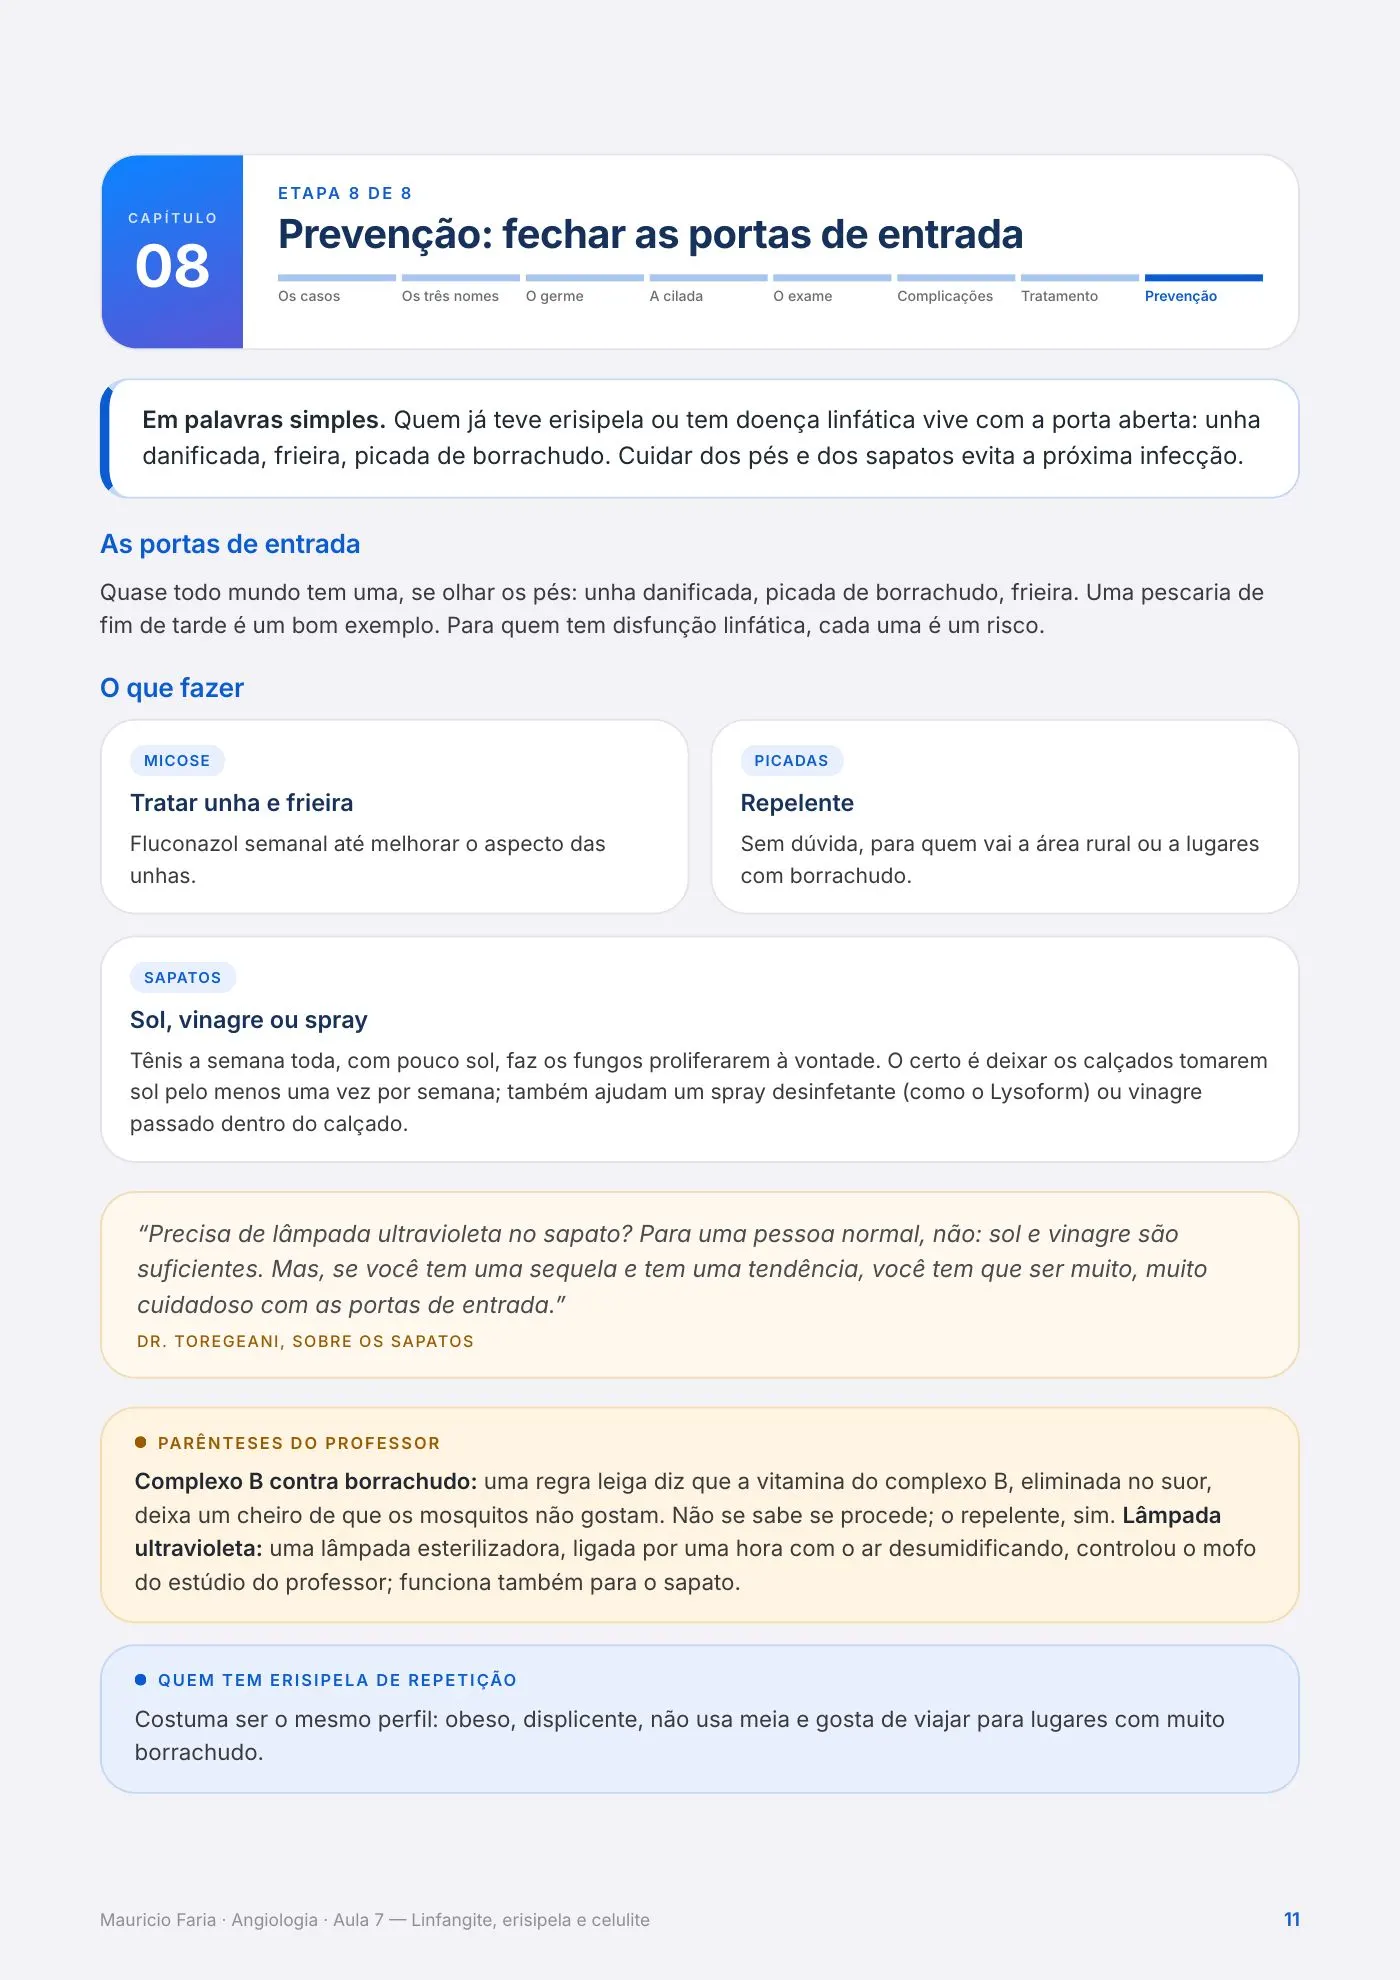 CAPÍTULO
08
ETAPA 8 DE 8
Prevenção: fechar as portas de entrada
Os casos
Os três nomes
O germe
A cilada
O exame
Complicações
Tratamento
Prevenção
Em palavras simples. Quem já teve erisipela ou tem doença linfática vive com a porta aberta: unha
danificada, frieira, picada de borrachudo. Cuidar dos pés e dos sapatos evita a próxima infecção.
As portas de entrada
Quase todo mundo tem uma, se olhar os pés: unha danificada, picada de borrachudo, frieira. Uma pescaria de
fim de tarde é um bom exemplo. Para quem tem disfunção linfática, cada uma é um risco.
O que fazer
MICOSE
Tratar unha e frieira
Fluconazol semanal até melhorar o aspecto das
unhas.
PICADAS
Repelente
Sem dúvida, para quem vai a área rural ou a lugares
com borrachudo.
SAPATOS
Sol, vinagre ou spray
Tênis a semana toda, com pouco sol, faz os fungos proliferarem à vontade. O certo é deixar os calçados tomarem
sol pelo menos uma vez por semana; também ajudam um spray desinfetante (como o Lysoform) ou vinagre
passado dentro do calçado.
“Precisa de lâmpada ultravioleta no sapato? Para uma pessoa normal, não: sol e vinagre são
suficientes. Mas, se você tem uma sequela e tem uma tendência, você tem que ser muito, muito
cuidadoso com as portas de entrada.”
DR. TOREGEANI, SOBRE OS SAPATOS
PARÊNTESES DO PROFESSOR
Complexo B contra borrachudo: uma regra leiga diz que a vitamina do complexo B, eliminada no suor,
deixa um cheiro de que os mosquitos não gostam. Não se sabe se procede; o repelente, sim. Lâmpada
ultravioleta: uma lâmpada esterilizadora, ligada por uma hora com o ar desumidificando, controlou o mofo
do estúdio do professor; funciona também para o sapato.
QUEM TEM ERISIPELA DE REPETIÇÃO
Costuma ser o mesmo perfil: obeso, displicente, não usa meia e gosta de viajar para lugares com muito
borrachudo.
Mauricio Faria · Angiologia · Aula 7 — Linfangite, erisipela e celulite
11